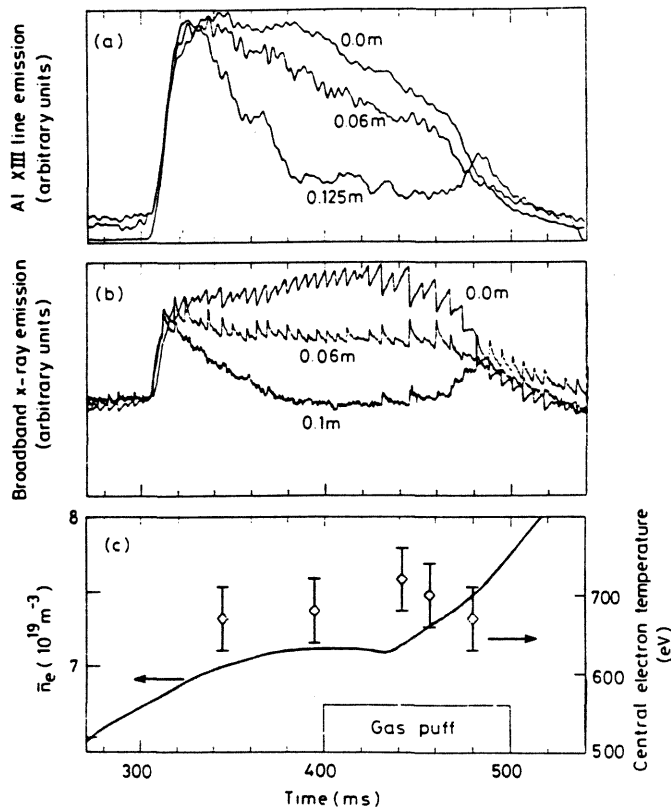 (a)
Al XIII line emission
(arbitrary units)
0.0m
0.06m
0.125m
(b)
Broadband x-ray emission
(arbitrary units)
0.0m
0.06m
0.1m
(c)
8
7
n̄e (10¹⁹m⁻³)
700
600
500
Central electron temperature
(eV)
Gas puff
300
400
500
Time (ms)